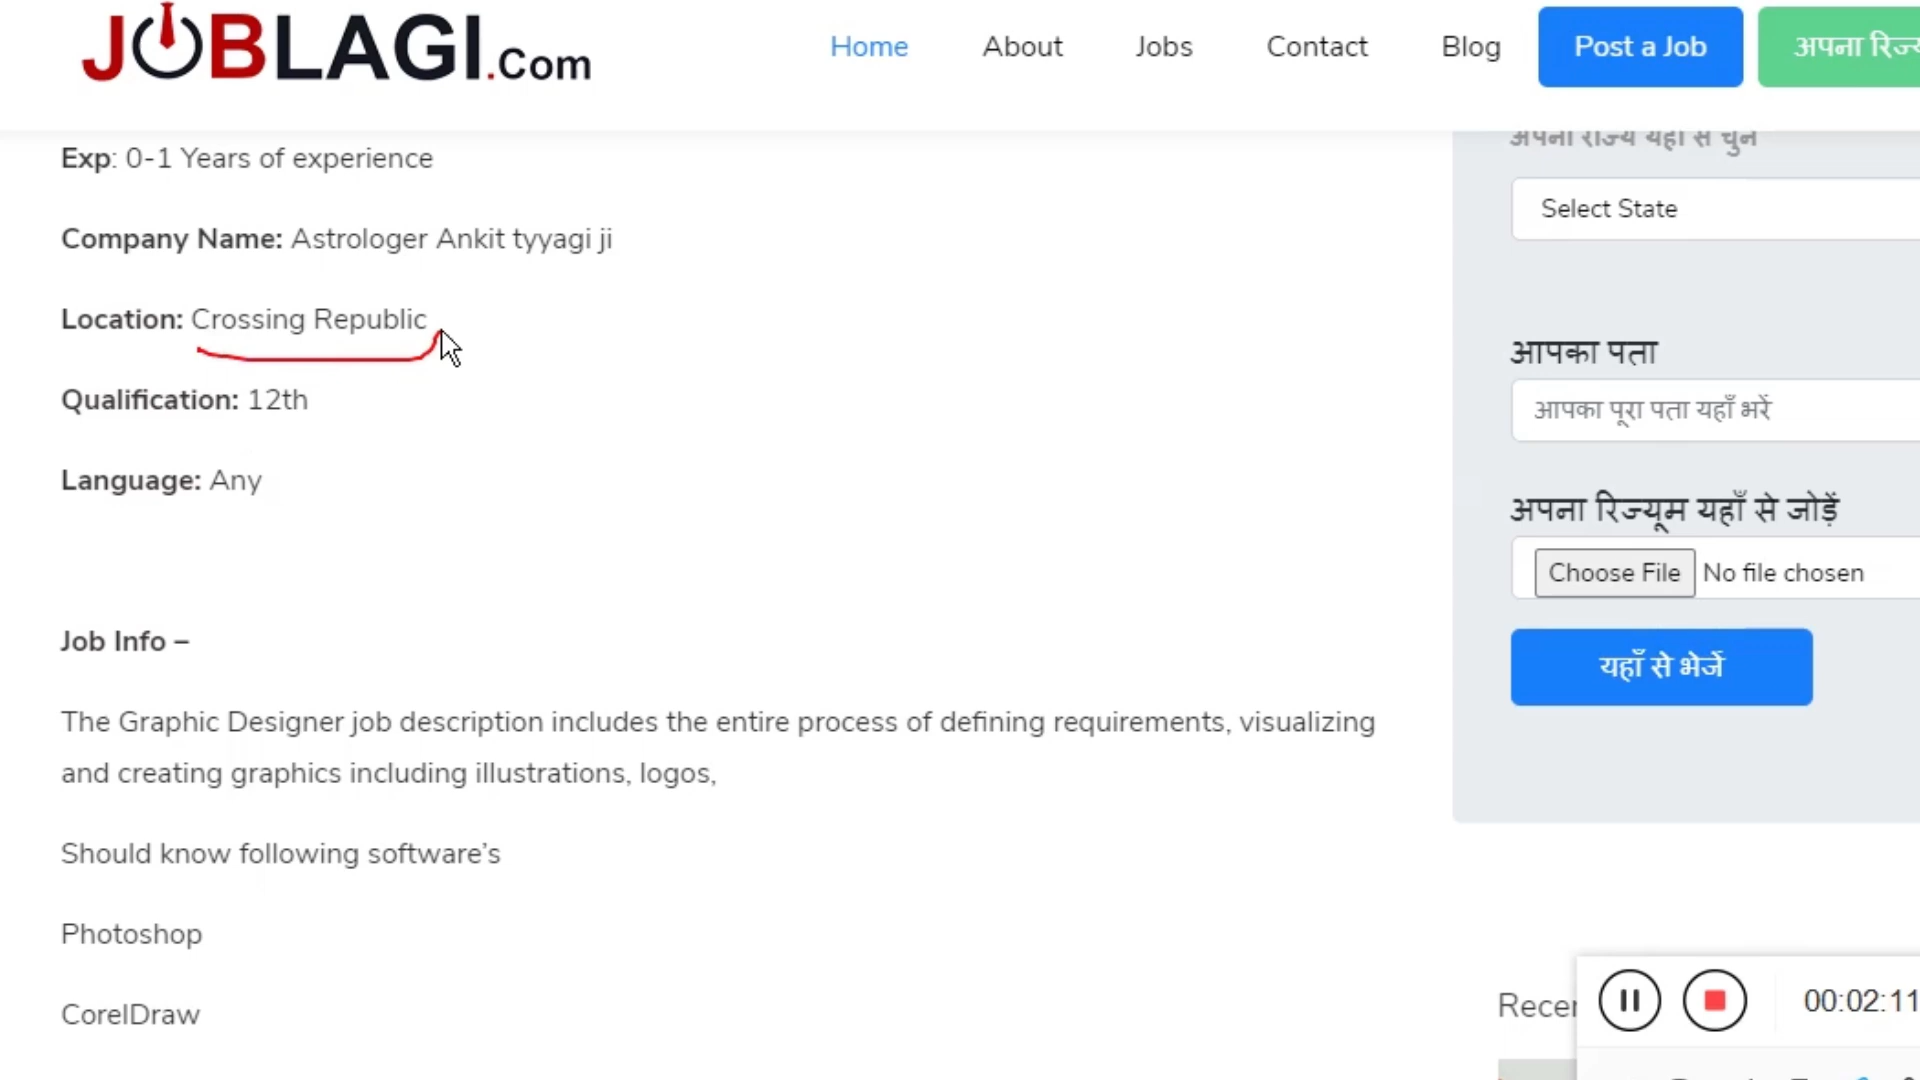 JOBLAGI.Com
Home About Jobs Contact Blog Post a Job अपना
Exp: 0-1 Years of experience
Company Name: Astrologer Ankit tyyagi ji
Location: Crossing Republic
Qualification: 12th
Language: Any
Job Info –
The Graphic Designer job description includes the entire process of defining requirements, visualizing
and creating graphics including illustrations, logos,
Should know following software’s
Photoshop
CorelDraw
अपना राज्य यहाँ से चुनें
Select State
आपका पता
आपका पूरा पता यहाँ भरें
अपना रिज्यूम यहाँ से जोड़ें
Choose File No file chosen
यहाँ से भेजें
00:02:11